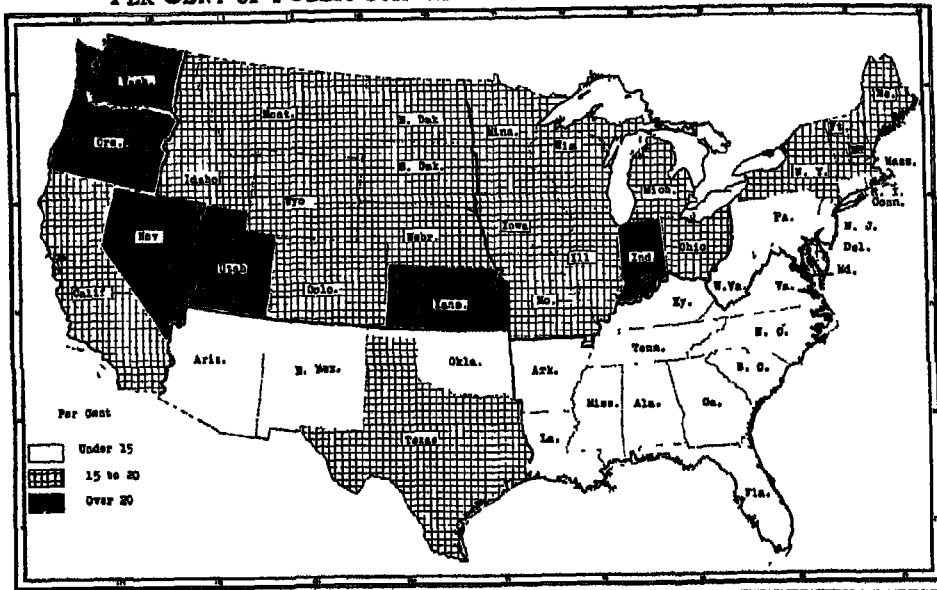 Wash.
Ore.
Mont.
N. Dak
Minn.
Wis
Me.
Vt
Idaho
S. Dak.
Mich.
N. Y.
Mass.
R. I.
Conn.
Wyo
Iowa
Pa.
N. J.
Nev
Nebr.
Ohio
Del.
Utah
Ill
Ind
Md.
Calif
Colo.
Kans.
Mo.
W.Va.
Va.
Ky.
N. C.
Tenn.
Ariz.
N. Mex.
Okla.
Ark.
S. C.
Miss.
Ala.
Ga.
Texas
La.
Fla.
Per Cent
Under 15
15 to 20
Over 20